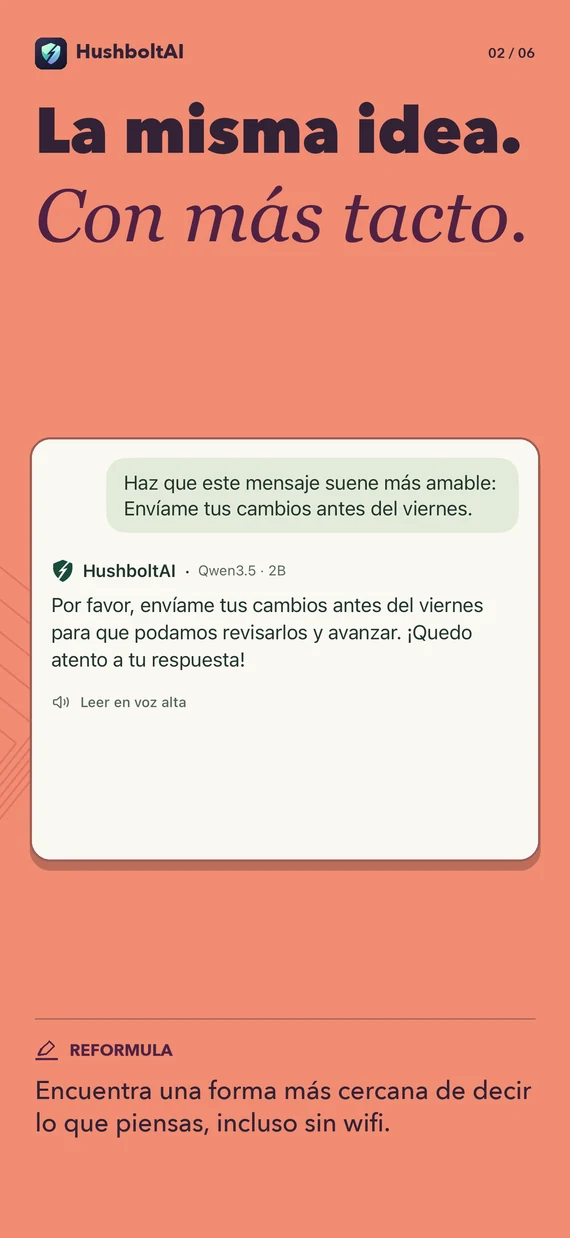 HushboltAI
02 / 06
La misma idea.
Con más tacto.
Haz que este mensaje suene más amable:
Envíame tus cambios antes del viernes.
HushboltAI · Qwen3.5 · 2B
Por favor, envíame tus cambios antes del viernes
para que podamos revisarlos y avanzar. ¡Quedo
atento a tu respuesta!
Leer en voz alta
REFORMULA
Encuentra una forma más cercana de decir
lo que piensas, incluso sin wifi.